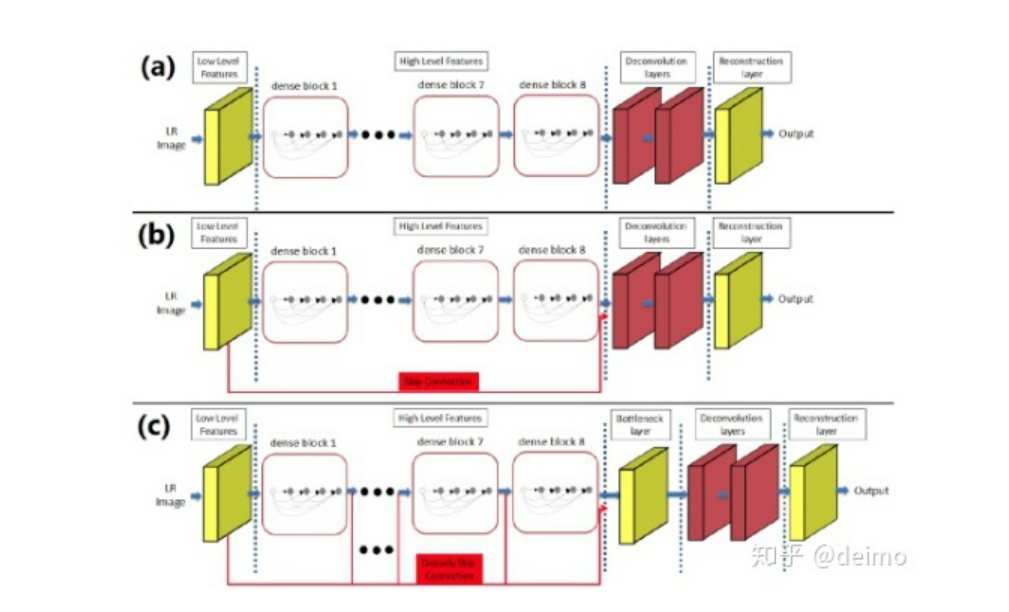 (a)
Low Level
Features
High Level Features
Deconvolution
layers
Reconstruction
layer
dense block 1
dense block 7
dense block 8
LR
Image
Output
(b)
Low Level
Features
High Level Features
Deconvolution
layers
Reconstruction
layer
dense block 1
dense block 7
dense block 8
LR
Image
Output
Skip Connection
(c)
Low Level
Features
High Level Features
Bottleneck
layer
Deconvolution
layers
Reconstruction
layer
dense block 1
dense block 7
dense block 8
LR
Image
Output
Densely Skip
Connection
知乎 @deimo